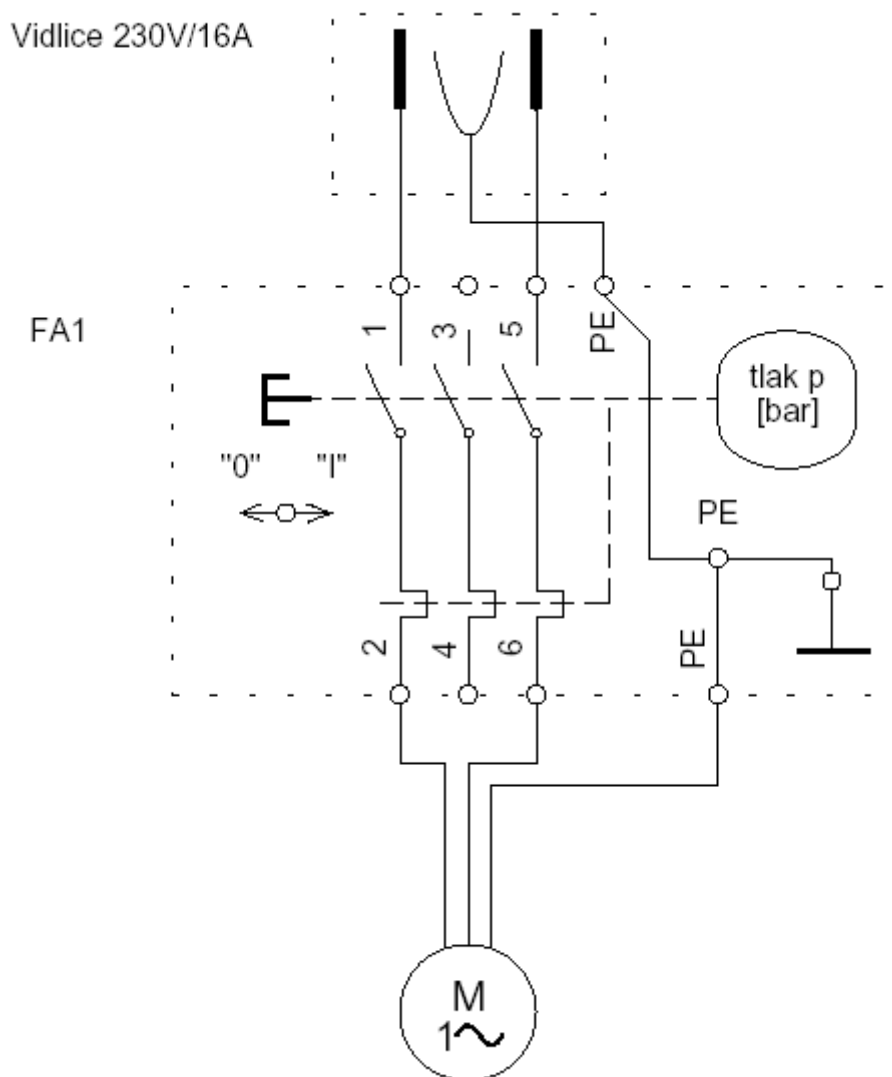 Vidlice 230V/16A
FA1
1
3
5
PE
tlak p
[bar]
"0" "I"
PE
2
4
6
PE
M
1~